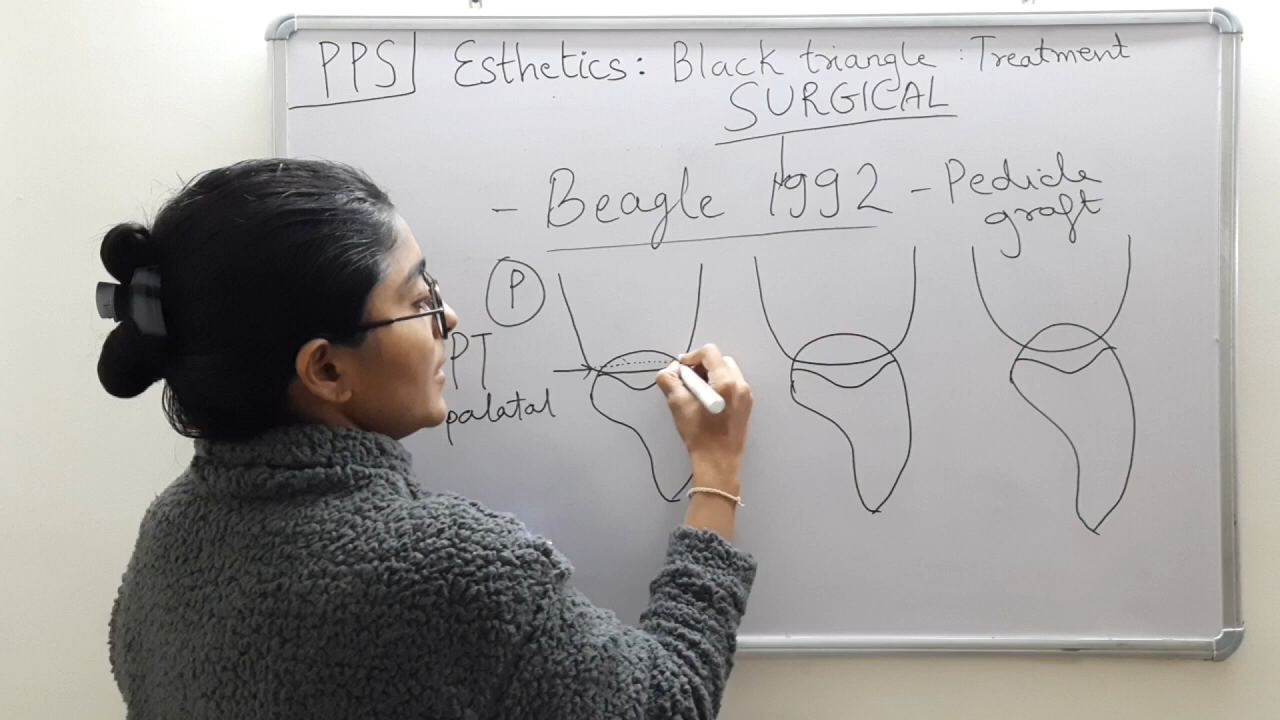 PPS Esthetics: Black triangle : Treatment
SURGICAL
- Beagle 1992 - Pedicle
graft
P
PT
palatal